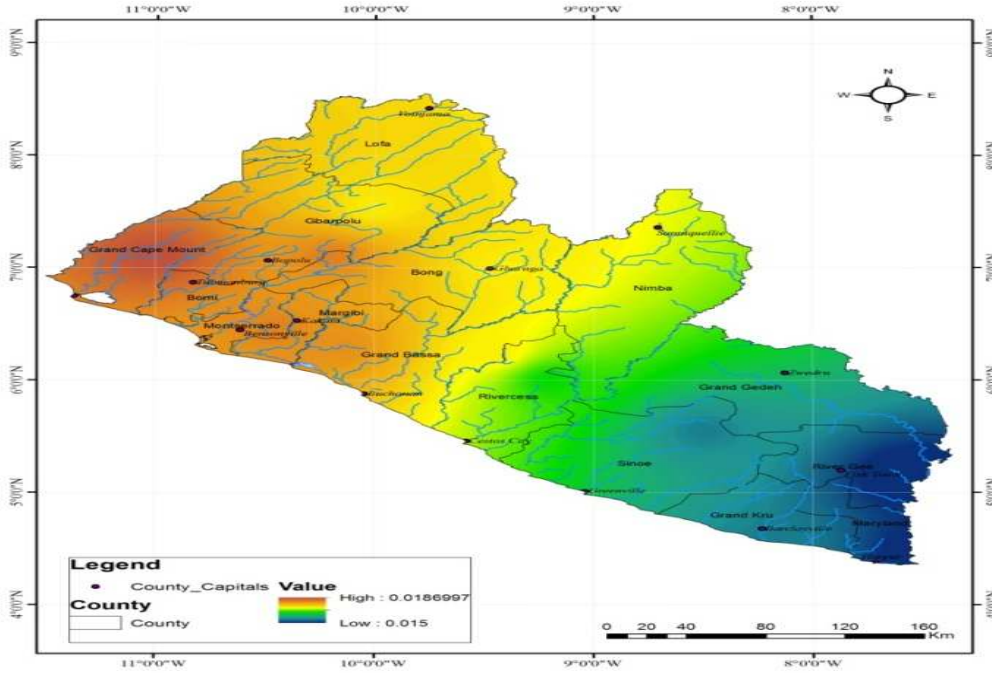 11°0'0"W 10°0'0"W 9°0'0"W 8°0'0"W
9°0'0"N
N
W E
S
Voinjama
Lofa
8°0'0"N
Gbarpolu
Sanniquellie
Grand Cape Mount
Bopolu
7°0'0"N
Bong
Gbarnga
Nimba
Bomi
Margibi
Kakata
Montserrado
Bensonville
Grand Bassa
6°0'0"N
Zwedru
Grand Gedeh
Buchanan
Rivercess
Cestos City
Sinoe
River Gee
5°0'0"N
Grand Kru
Barclayville
Maryland
Legend
County_Capitals
County
County
Value
High : 0.0186997
Low : 0.015
4°0'0"N
0 20 40 80 120 160
Km
11°0'0"W 10°0'0"W 9°0'0"W 8°0'0"W